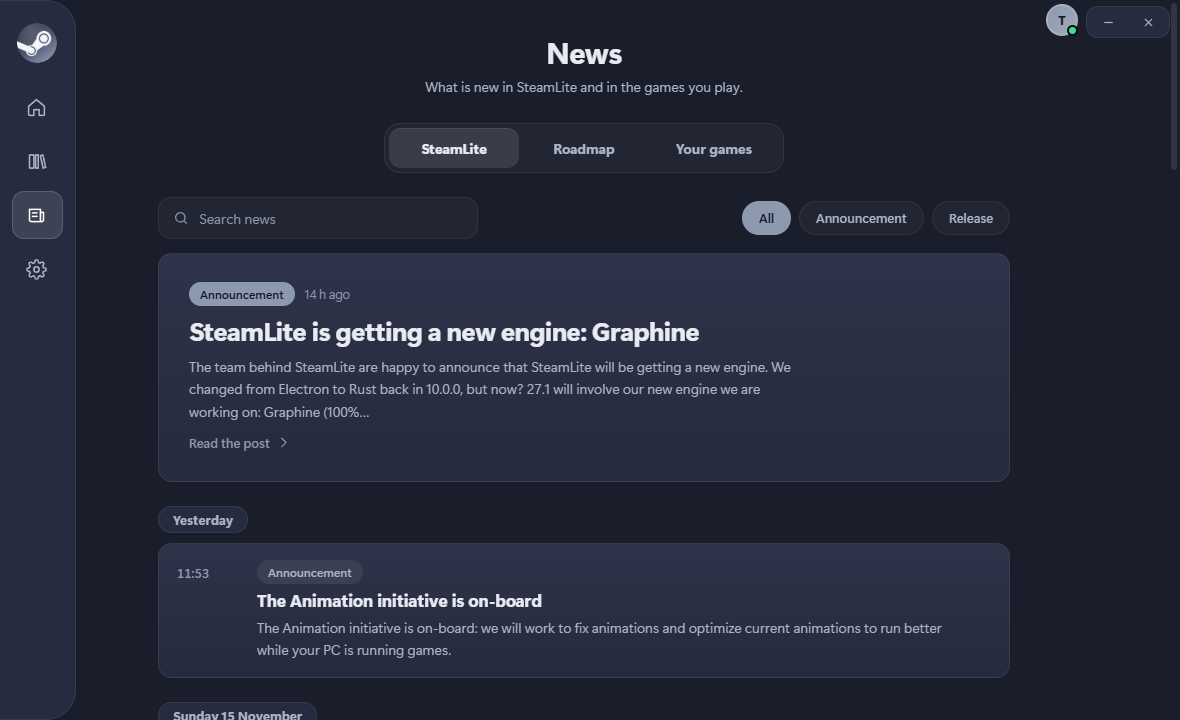 T
News
What is new in SteamLite and in the games you play.
SteamLite
Roadmap
Your games
Search news
All
Announcement
Release
Announcement
14 h ago
SteamLite is getting a new engine: Graphine
The team behind SteamLite are happy to announce that SteamLite will be getting a new engine. We
changed from Electron to Rust back in 10.0.0, but now? 27.1 will involve our new engine we are
working on: Graphine (100%...
Read the post
Yesterday
11:53
Announcement
The Animation initiative is on-board
The Animation initiative is on-board: we will work to fix animations and optimize current animations to run better
while your PC is running games.
Sunday 15 November